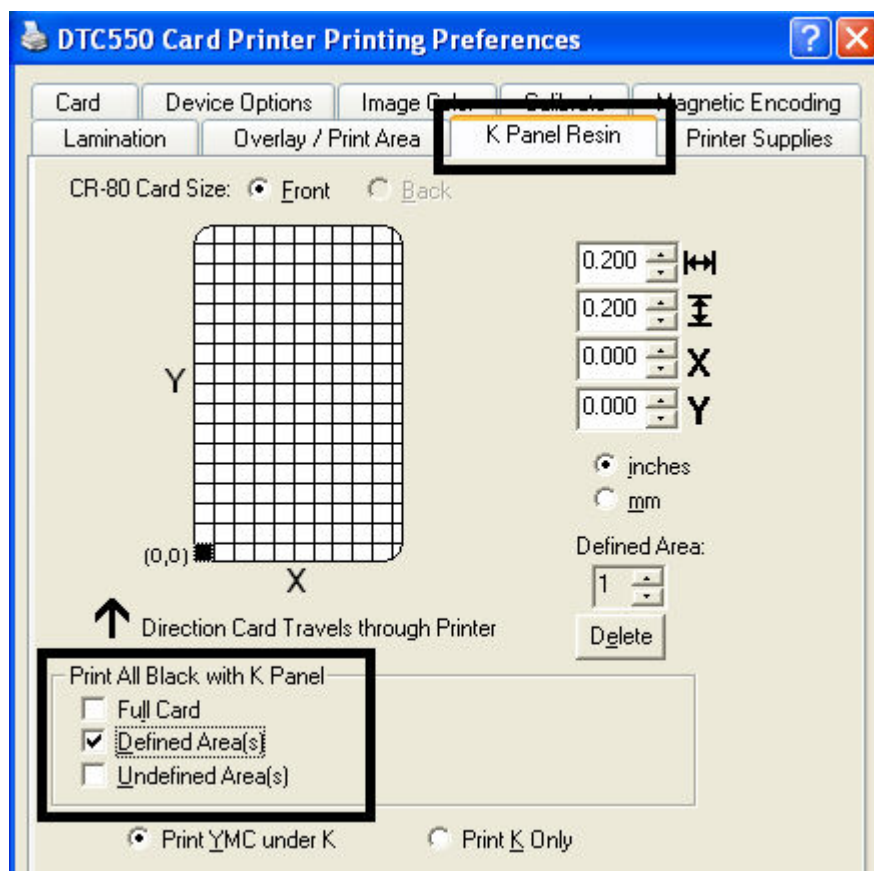 DTC550 Card Printer Printing Preferences
Card Device Options Image Color Calibrate Magnetic Encoding
Lamination Overlay / Print Area K Panel Resin Printer Supplies
CR-80 Card Size: Front Back
0.200
0.200
0.000 X
Y
0.000 Y
inches
mm
(0,0)
X
Defined Area:
1
Direction Card Travels through Printer
Delete
Print All Black with K Panel
Full Card
Defined Area(s)
Undefined Area(s)
Print YMC under K Print K Only